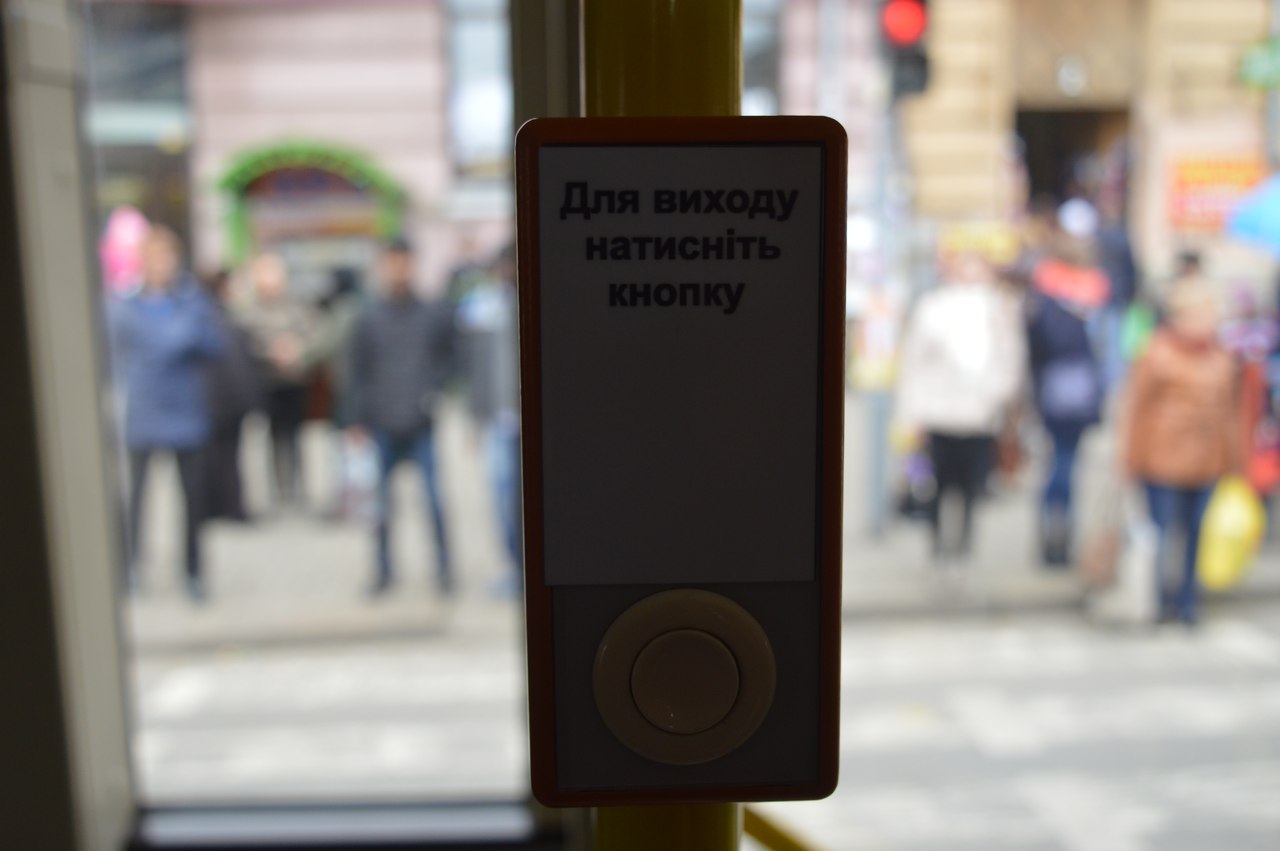 Для виходу
натисніть
кнопку